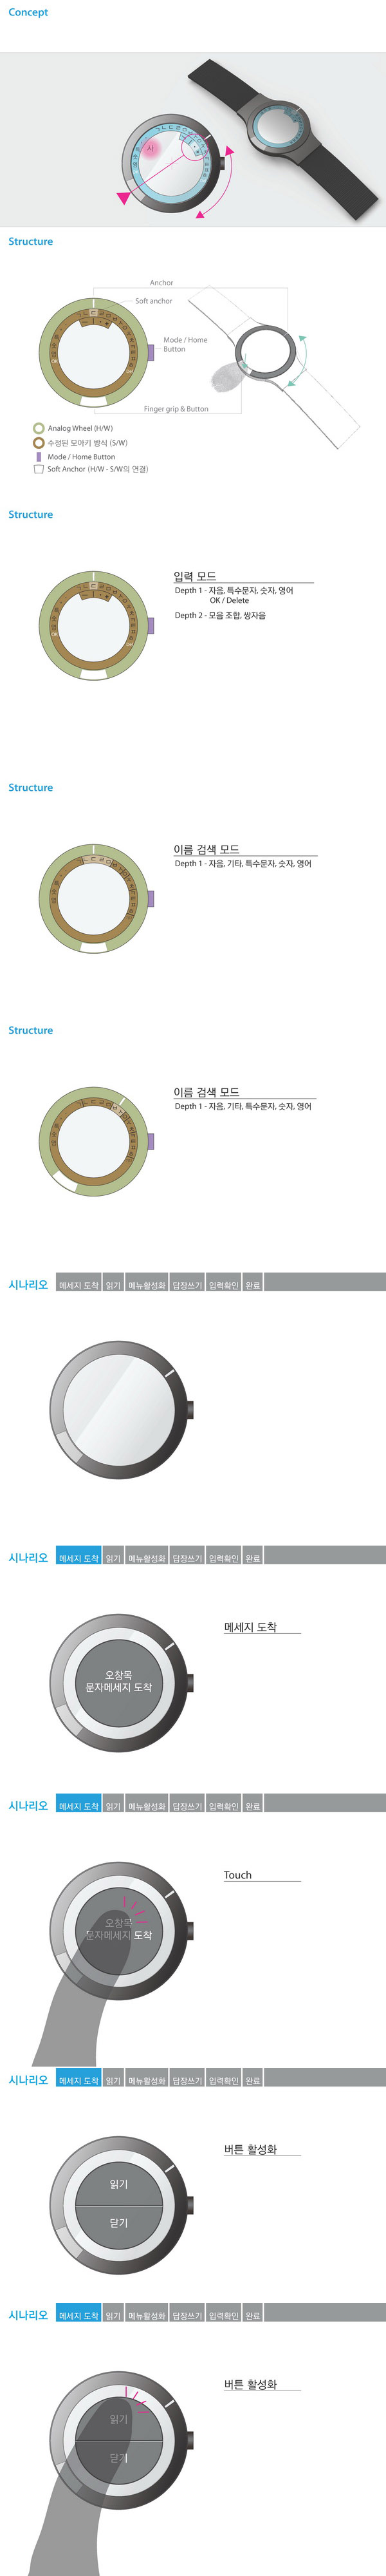 Concept
Structure
Anchor
Soft anchor
Mode / Home
Button
Finger grip & Button
Analog Wheel (H/W)
수정된 모아키 방식 (S/W)
Mode / Home Button
Soft Anchor (H/W - S/W의 연결)
Structure
입력 모드
Depth 1 - 자음, 특수문자, 숫자, 영어
OK / Delete
Depth 2 - 모음 조합, 쌍자음
Structure
이름 검색 모드
Depth 1 - 자음, 기타, 특수문자, 숫자, 영어
Structure
이름 검색 모드
Depth 1 - 자음, 기타, 특수문자, 숫자, 영어
시나리오 메세지 도착 읽기 메뉴활성화 답장쓰기 입력확인 완료
시나리오 메세지 도착 읽기 메뉴활성화 답장쓰기 입력확인 완료
메세지 도착
오창목
문자메세지 도착
시나리오 메세지 도착 읽기 메뉴활성화 답장쓰기 입력확인 완료
Touch
오창목
문자메세지 도착
시나리오 메세지 도착 읽기 메뉴활성화 답장쓰기 입력확인 완료
버튼 활성화
읽기
닫기
시나리오 메세지 도착 읽기 메뉴활성화 답장쓰기 입력확인 완료
버튼 활성화
읽기
닫기